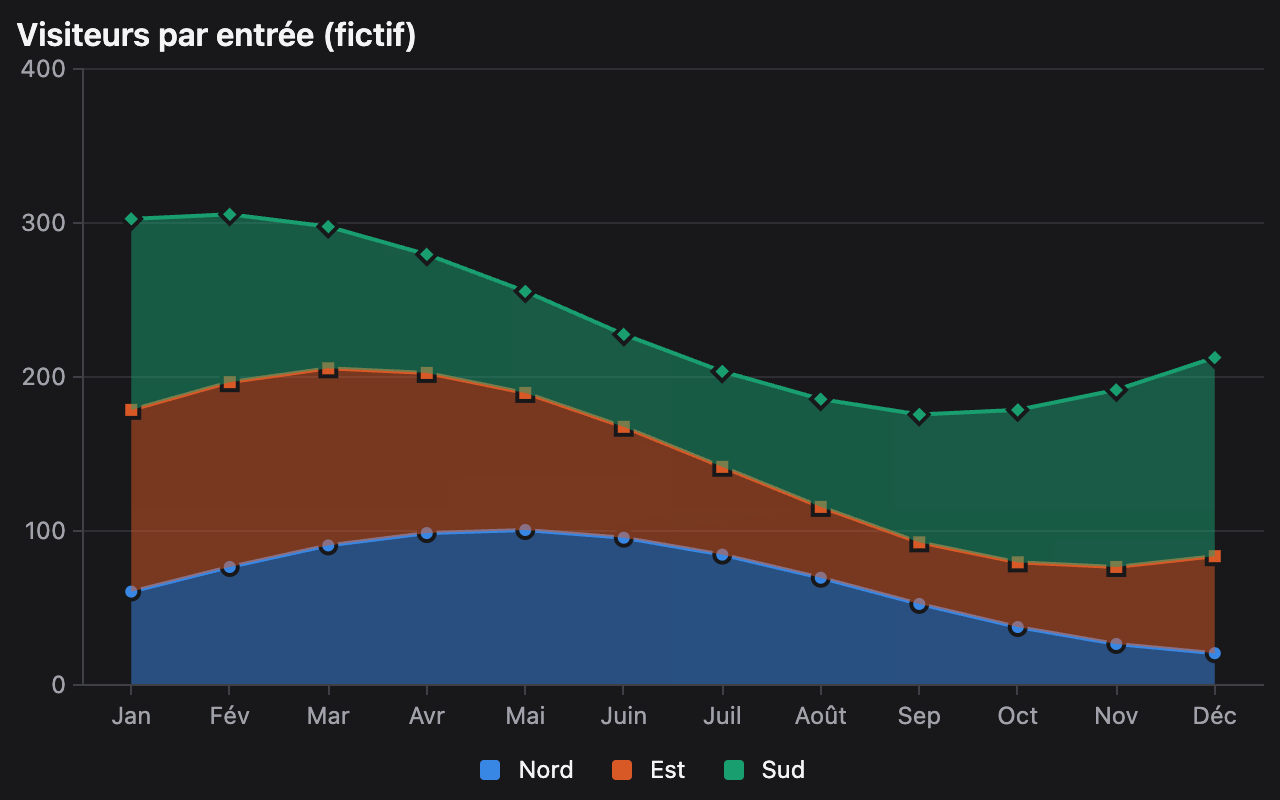 Visiteurs par entrée (fictif)
400
300
200
100
0
Jan Fév Mar Avr Mai Juin Juil Août Sep Oct Nov Déc
Nord Est Sud